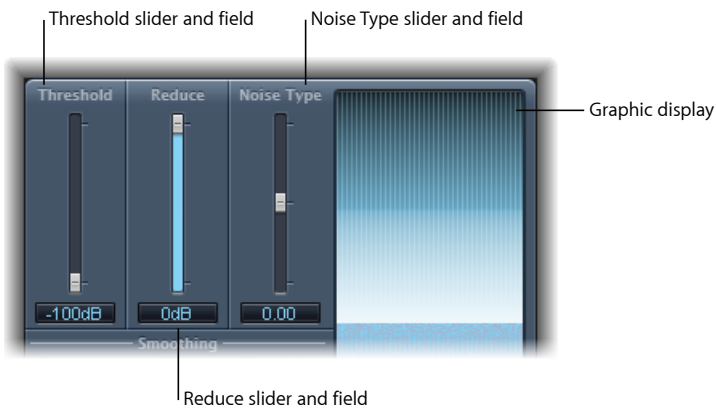 Threshold slider and field
Noise Type slider and field
Threshold
Reduce
Noise Type
Graphic display
-100dB
0dB
0.00
Smoothing
Reduce slider and field